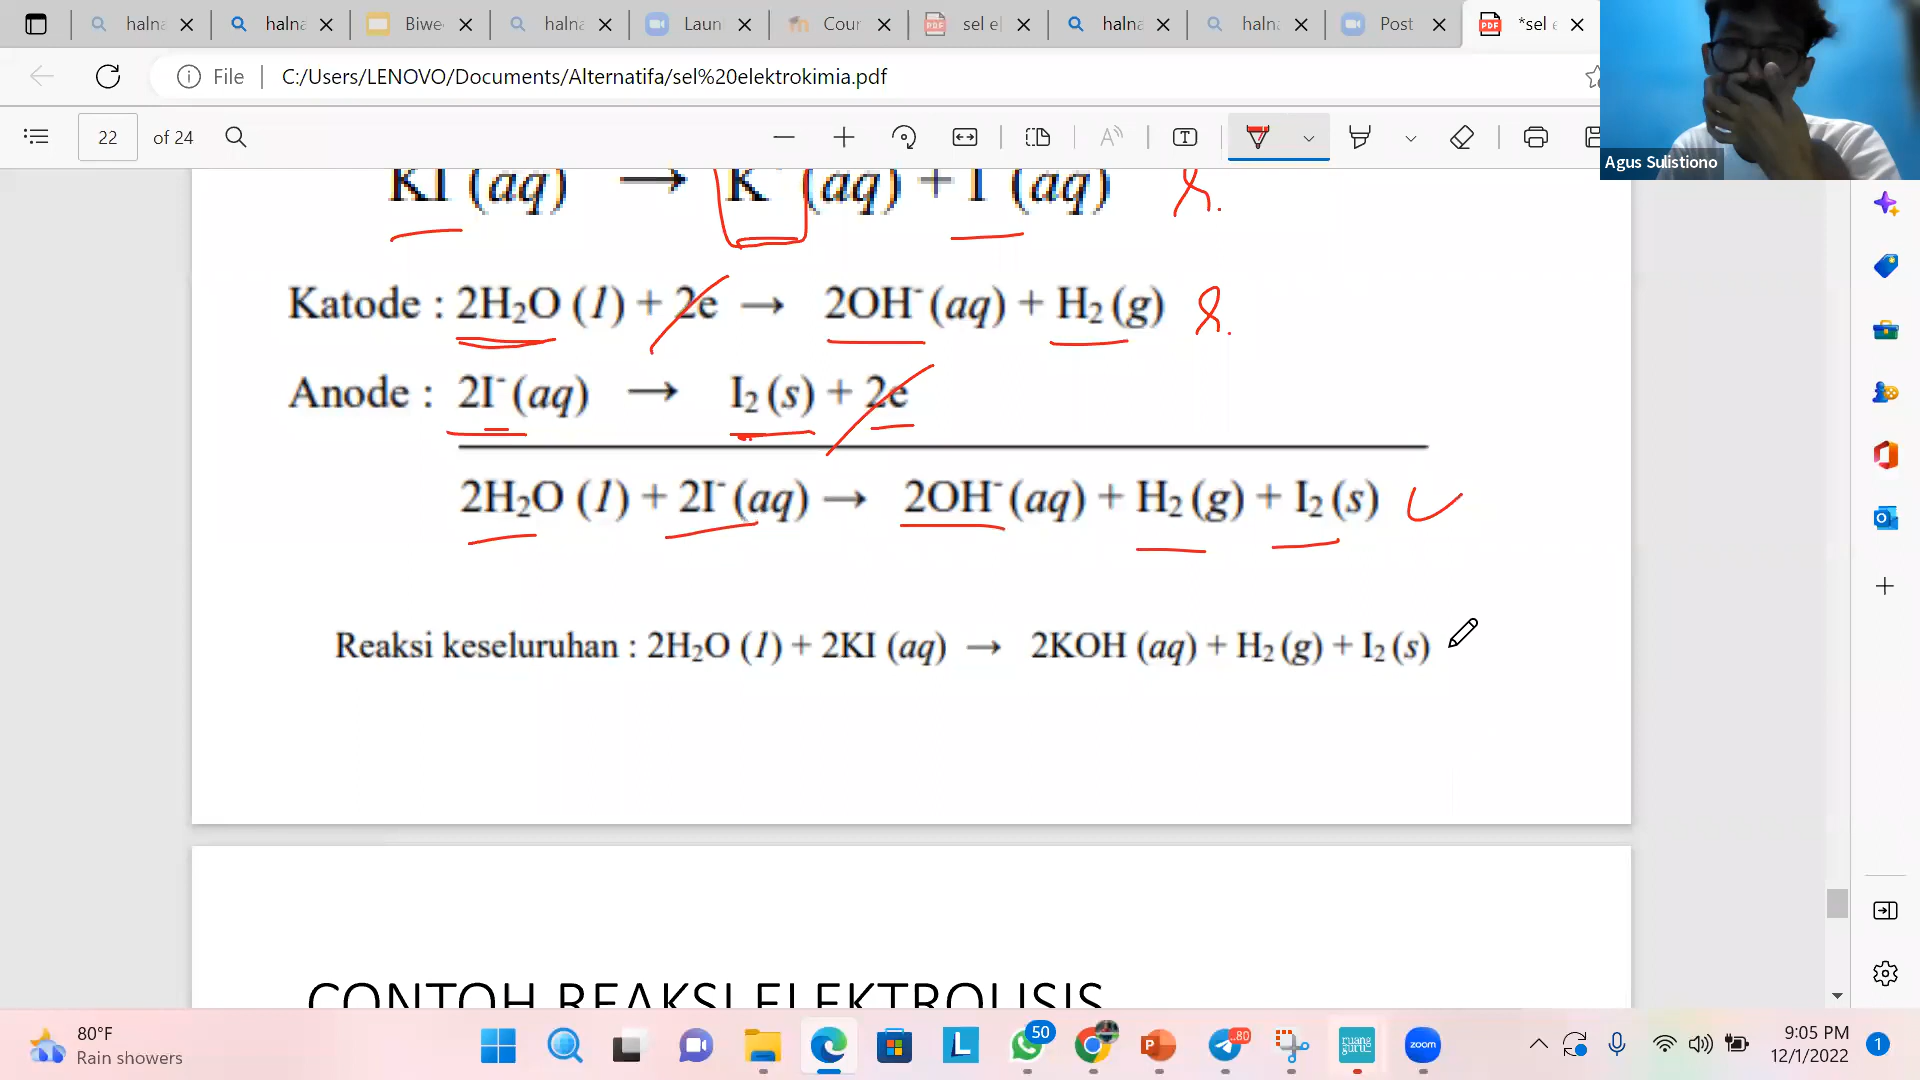 halna
halna
Biwe
halna
Laun
Cour
sel el
halna
halna
Post
*sel e
File
C:/Users/LENOVO/Documents/Alternatifa/sel%20elektrokimia.pdf
22 of 24
Agus Sulistiono
KI (aq) → K (aq) + I (aq)
Katode : 2H₂O (l) + 2e → 2OH⁻ (aq) + H₂ (g)
Anode : 2I⁻ (aq) → I₂ (s) + 2e
2H₂O (l) + 2I⁻ (aq) → 2OH⁻ (aq) + H₂ (g) + I₂ (s)
Reaksi keseluruhan : 2H₂O (l) + 2KI (aq) → 2KOH (aq) + H₂ (g) + I₂ (s)
CONTOH REAKSI ELEKTROLISIS
80°F
Rain showers
50
80
ruang guru
zoom
9:05 PM
12/1/2022
1